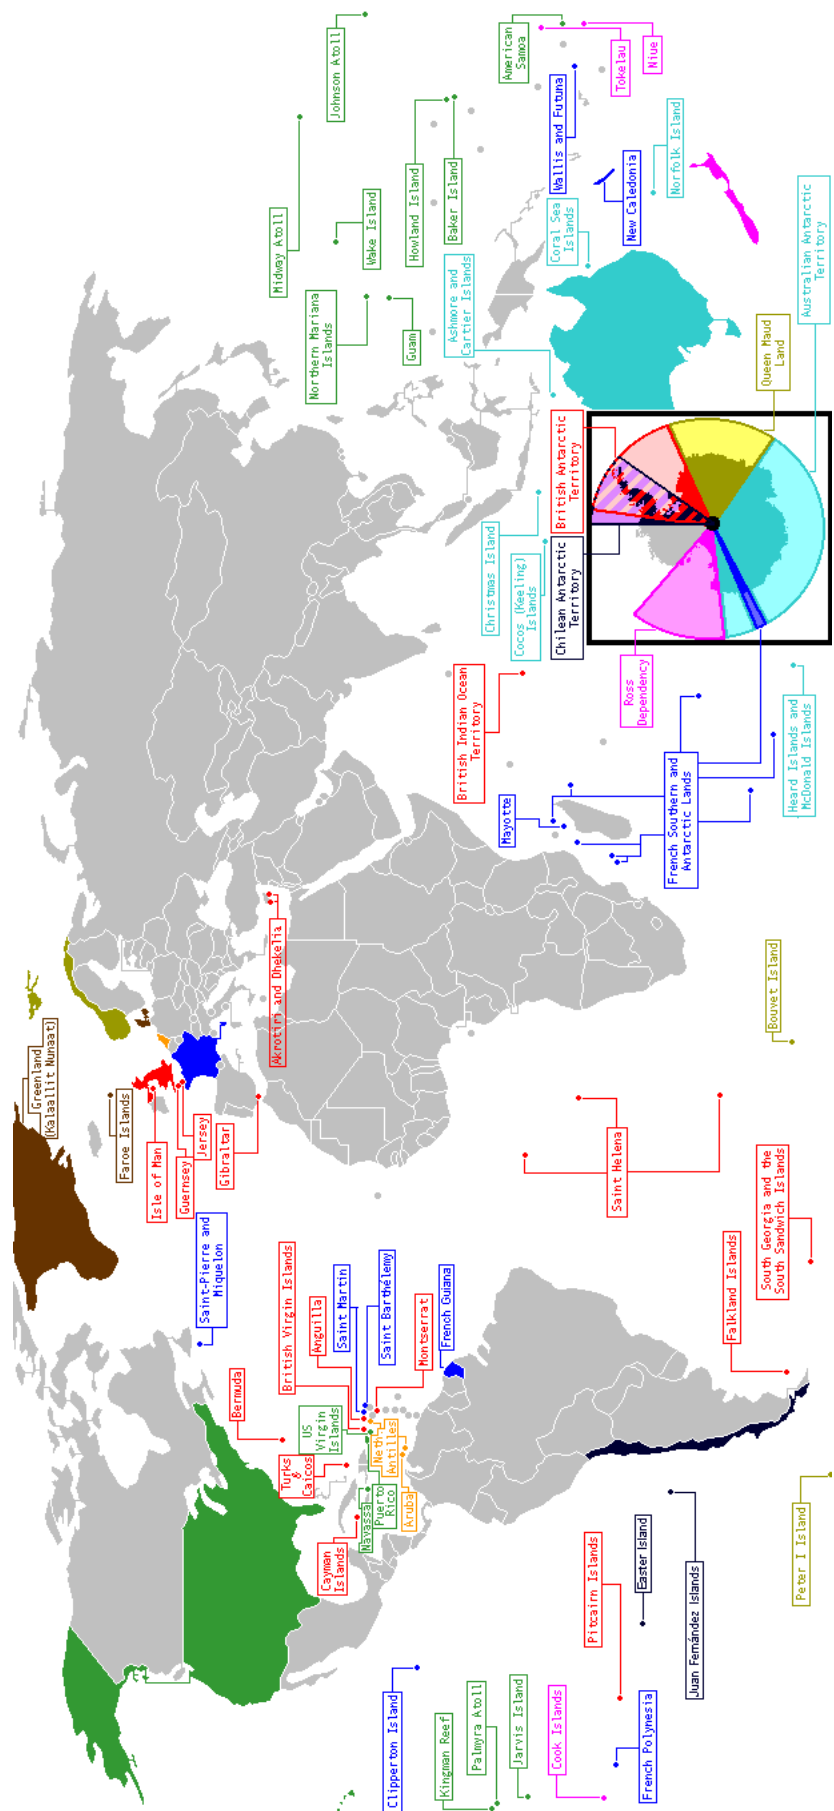 Greenland
(Kalaallit Nunaat)
Faroe Islands
Isle of Man
Guernsey
Jersey
Gibraltar
Akrotiri and Dhekelia
Saint-Pierre and
Miquelon
Bermuda
British Virgin Islands
Anguilla
Saint Martin
Saint Barthélemy
Montserrat
French Guiana
US
Virgin
Islands
Turks
&
Caicos
Neth
Antilles
Aruba
Puerto
Rico
Navassa
Cayman
Islands
Clipperton Island
Kingman Reef
Palmyra Atoll
Jarvis Island
Cook Islands
French Polynesia
Pitcairn Islands
Easter Island
Juan Fernández Islands
Peter I Island
Falkland Islands
South Georgia and the
South Sandwich Islands
Saint Helena
Bouvet Island
Mayotte
French Southern and
Antarctic Lands
Heard Islands and
McDonald Islands
British Indian Ocean
Territory
Christmas Island
Cocos (Keeling)
Islands
Chilean Antarctic
Territory
British Antarctic
Territory
Ross
Dependency
Queen Maud
Land
Australian Antarctic
Territory
Ashmore and
Cartier Islands
Coral Sea
Islands
New Caledonia
Norfolk Island
Wallis and Futuna
Northern Mariana
Islands
Guam
Midway Atoll
Wake Island
Howland Island
Baker Island
Johnson Atoll
American
Samoa
Tokelau
Niue